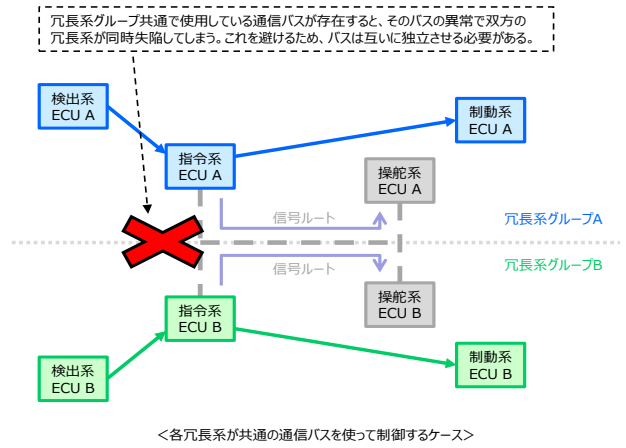 冗長系グループ共通で使用している通信バスが存在すると、そのバスの異常で双方の
冗長系が同時失陥してしまう。これを避けるため、バスは互いに独立させる必要がある。
検出系
ECU A
制動系
ECU A
指令系
ECU A
操舵系
ECU A
信号ルート
冗長系グループA
信号ルート
冗長系グループB
指令系
ECU B
操舵系
ECU B
検出系
ECU B
制動系
ECU B
＜各冗長系が共通の通信バスを使って制御するケース＞